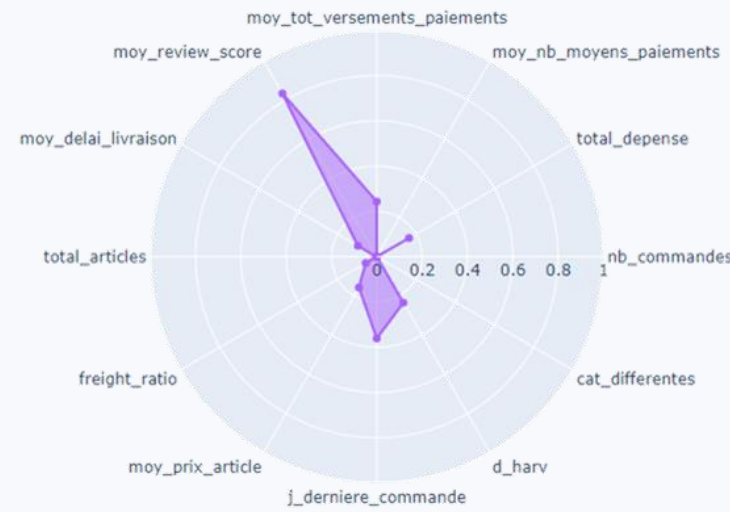 moy_tot_versements_paiements
moy_review_score
moy_nb_moyens_paiements
moy_delai_livraison
total_depense
total_articles
0 0.2 0.4 0.6 0.8 1
nb_commandes
freight_ratio
cat_differentes
moy_prix_article
d_harv
j_derniere_commande